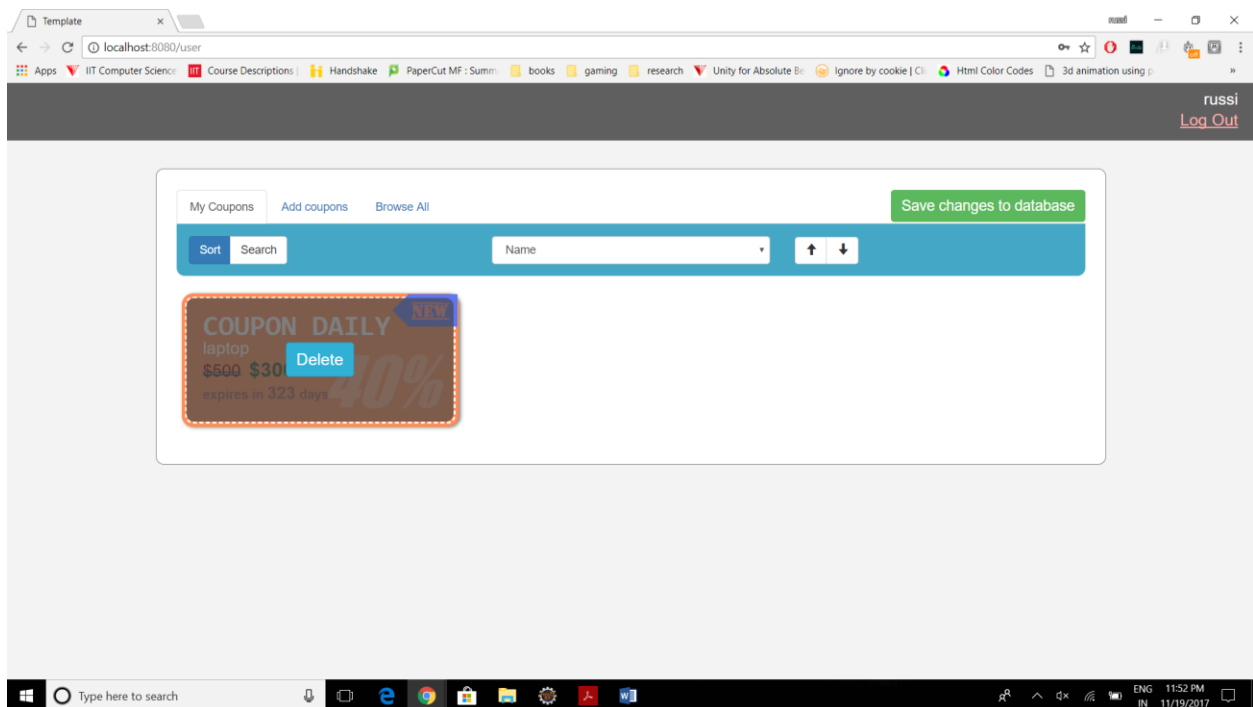 Template
russi
localhost:8080/user
Apps IIT Computer Science Course Descriptions | Handshake PaperCut MF : Summ books gaming research Unity for Absolute Be Ignore by cookie | Cli Html Color Codes 3d animation using p »
russi
Log Out
My Coupons Add coupons Browse All Save changes to database
Sort Search Name
NEW
COUPON DAILY
laptop
$500 $300 Delete 40%
expires in 323 days
Type here to search
ENG 11:52 PM
IN 11/19/2017